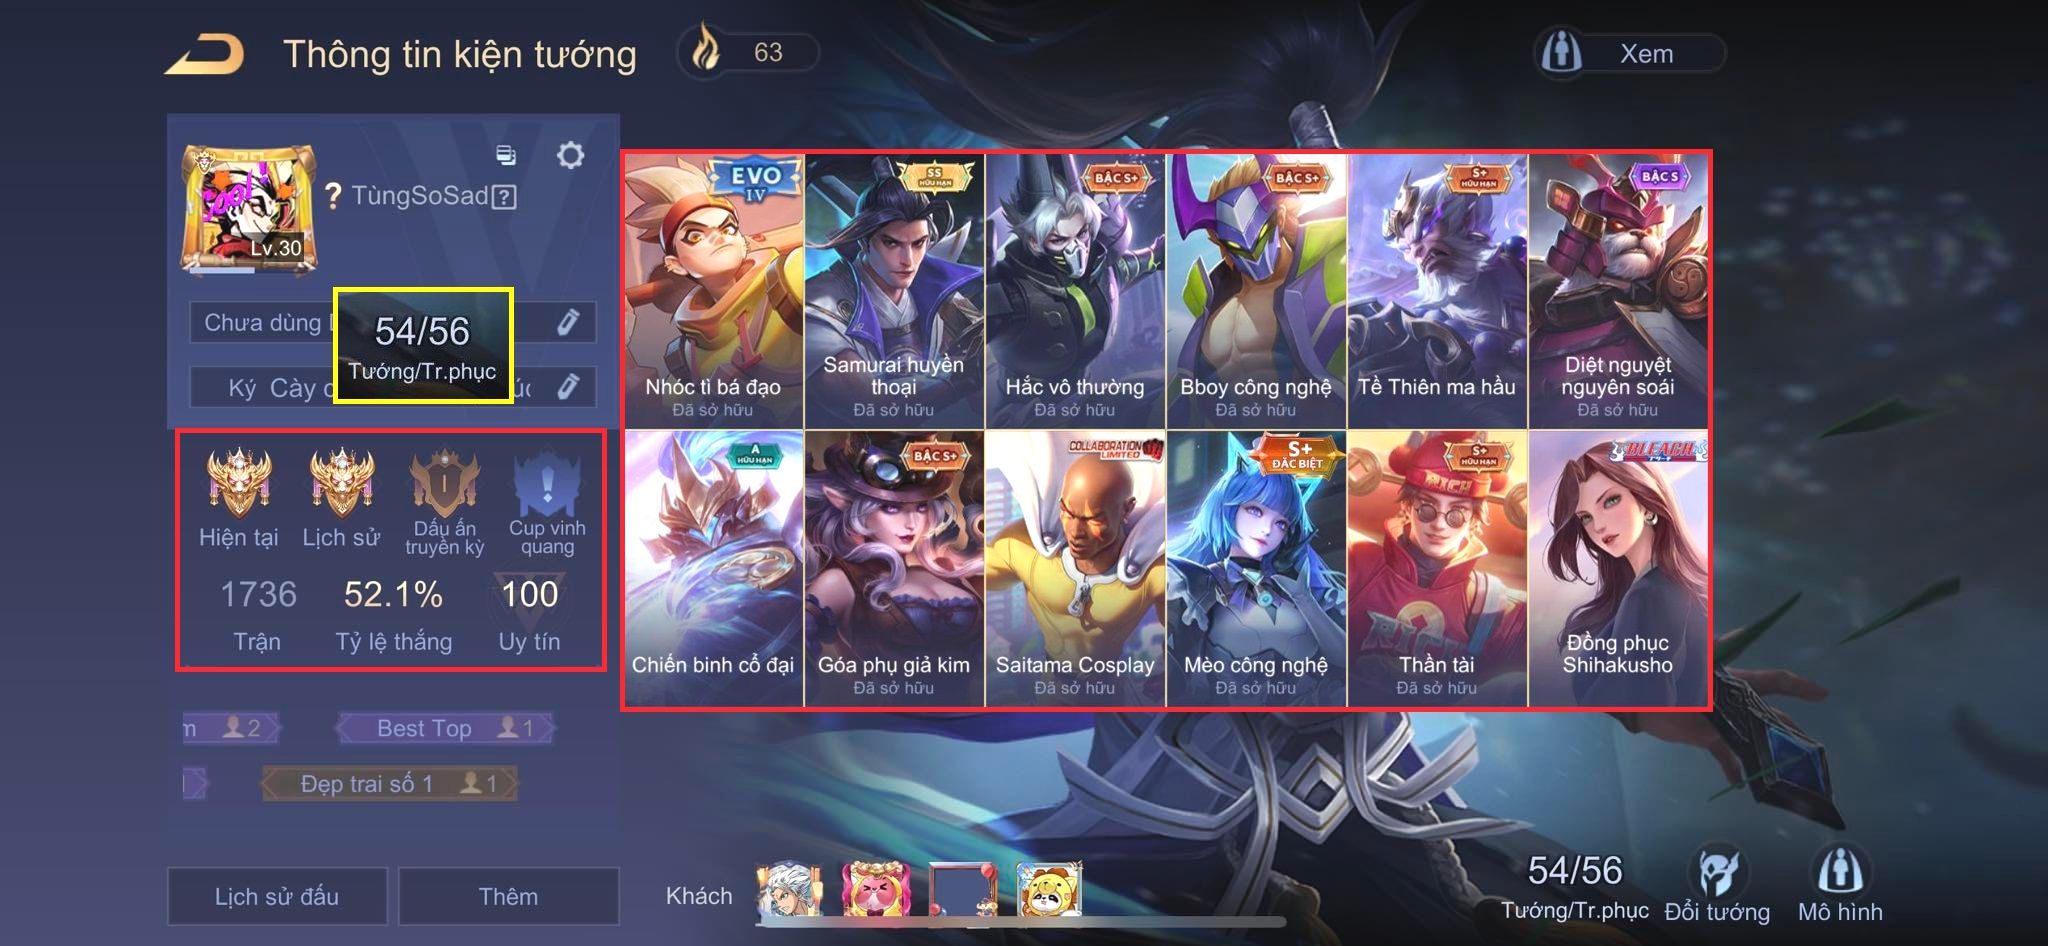 Thông tin kiện tướng
63
Xem
Lv.30
? TùngSoSad?
Chưa dùng
54/56
Tướng/Tr.phục
Ký Cày
Hiện tại
Lịch sử
I
Dấu ấn
truyền kỳ
!
Cup vinh
quang
1736
52.1%
100
Trận
Tỷ lệ thắng
Uy tín
2
Best Top
1
Đẹp trai số 1
1
Lịch sử đấu
Thêm
EVO
IV
Nhóc tì bá đạo
Đã sở hữu
SS
HỮU HẠN
Samurai huyền
thoại
Đã sở hữu
BẬC S+
Hắc vô thường
Đã sở hữu
BẬC S+
Bboy công nghệ
Đã sở hữu
S+
HỮU HẠN
Tề Thiên ma hầu
BẬC S
Diệt nguyệt
nguyên soái
Đã sở hữu
A
HỮU HẠN
Chiến binh cổ đại
BẬC S+
Góa phụ giả kim
Đã sở hữu
COLLABORATION
LIMITED
Saitama Cosplay
Đã sở hữu
S+
ĐẶC BIỆT
Mèo công nghệ
Đã sở hữu
S+
HỮU HẠN
RICH
RICH
Thần tài
Đã sở hữu
BLEACH
Đồng phục
Shihakusho
Khách
54/56
Tướng/Tr.phục
Đổi tướng
Mô hình